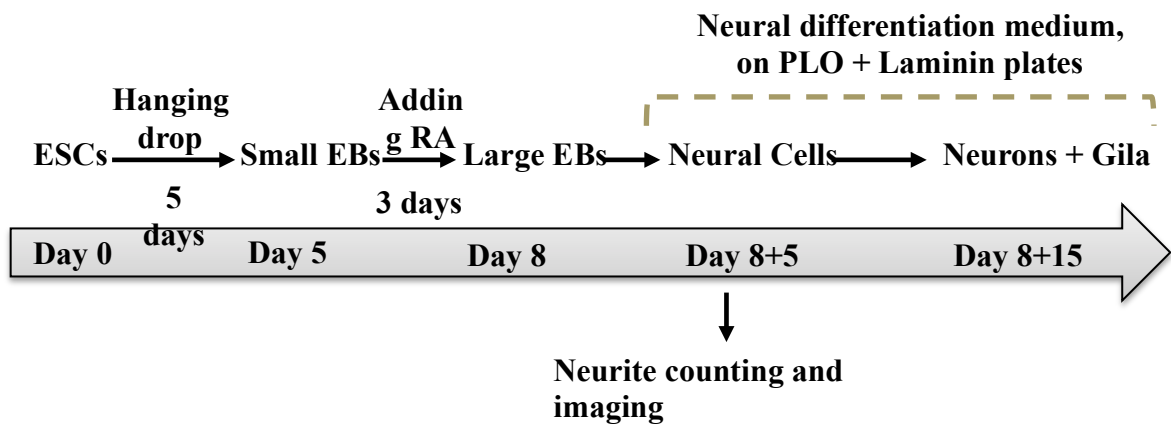 Neural differentiation medium,
on PLO + Laminin plates
Hanging
drop
Addin
g RA
ESCs
Small EBs
Large EBs
Neural Cells
Neurons + Gila
5
days
3 days
Day 0
Day 5
Day 8
Day 8+5
Day 8+15
Neurite counting and
imaging